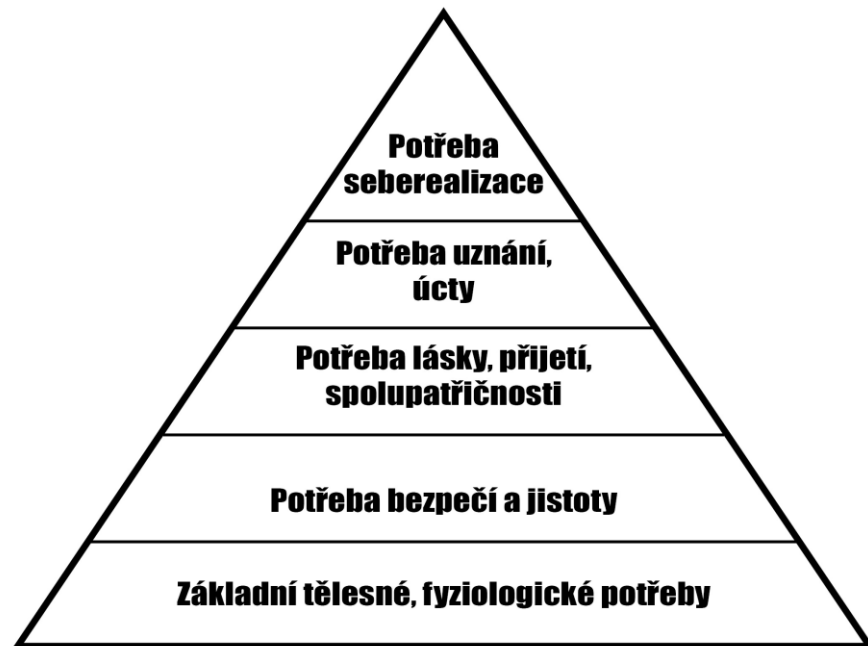 Potřeba
seberealizace
Potřeba uznání,
úcty
Potřeba lásky, přijetí,
spolupatřičnosti
Potřeba bezpečí a jistoty
Základní tělesné, fyziologické potřeby